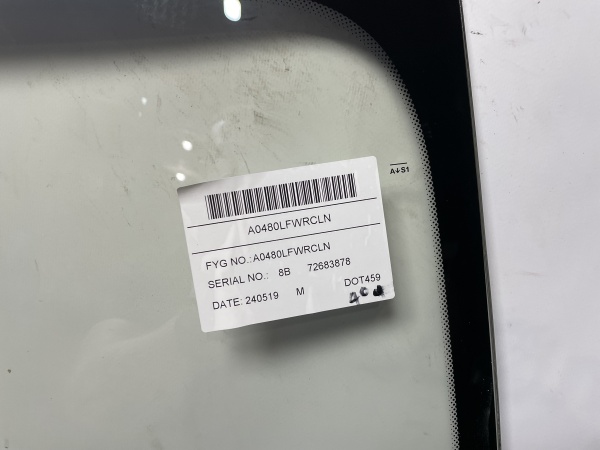 A↓S1
A0480LFWRCLN
FYG NO.: A0480LFWRCLN
SERIAL NO.: 8B 72683878
DATE: 240519 M DOT459